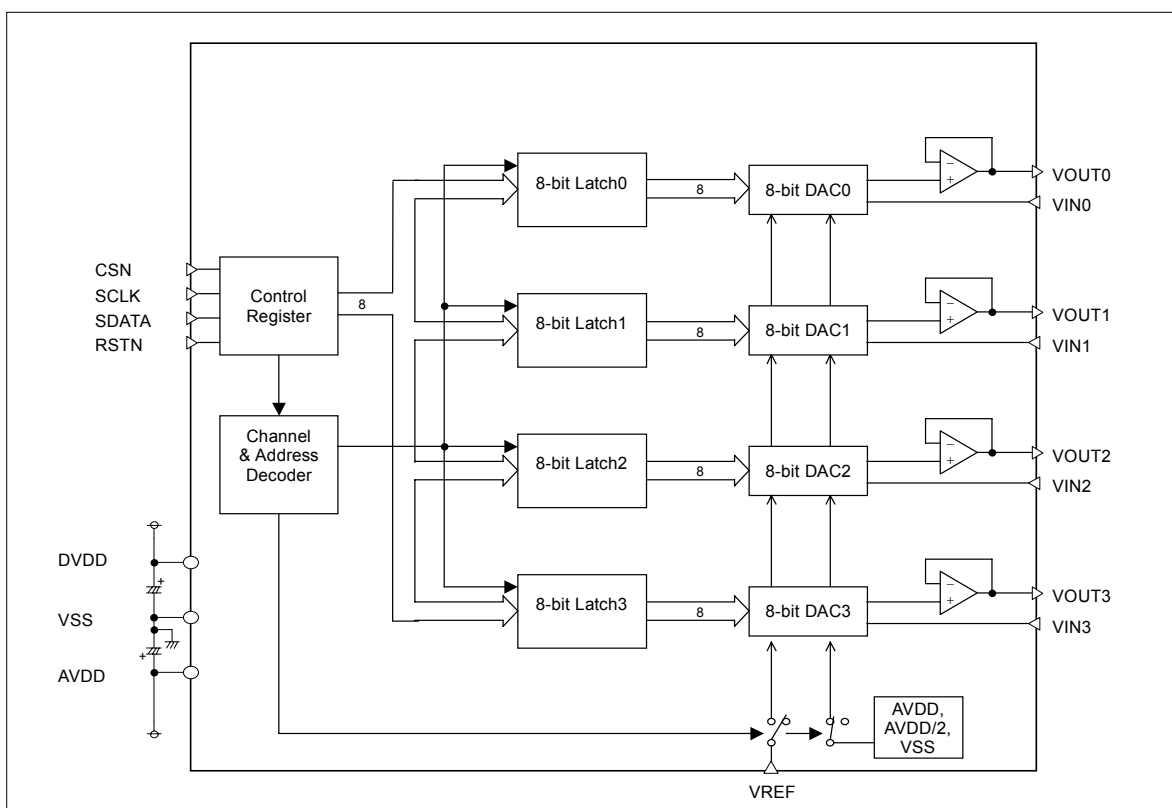 CSN
SCLK
SDATA
RSTN
Control
Register
8
Channel
& Address
Decoder
8-bit Latch0
8
8-bit DAC0
−
+
VOUT0
VIN0
8-bit Latch1
8
8-bit DAC1
−
+
VOUT1
VIN1
8-bit Latch2
8
8-bit DAC2
−
+
VOUT2
VIN2
8-bit Latch3
8
8-bit DAC3
−
+
VOUT3
VIN3
DVDD
+
VSS
+
AVDD
AVDD,
AVDD/2,
VSS
VREF